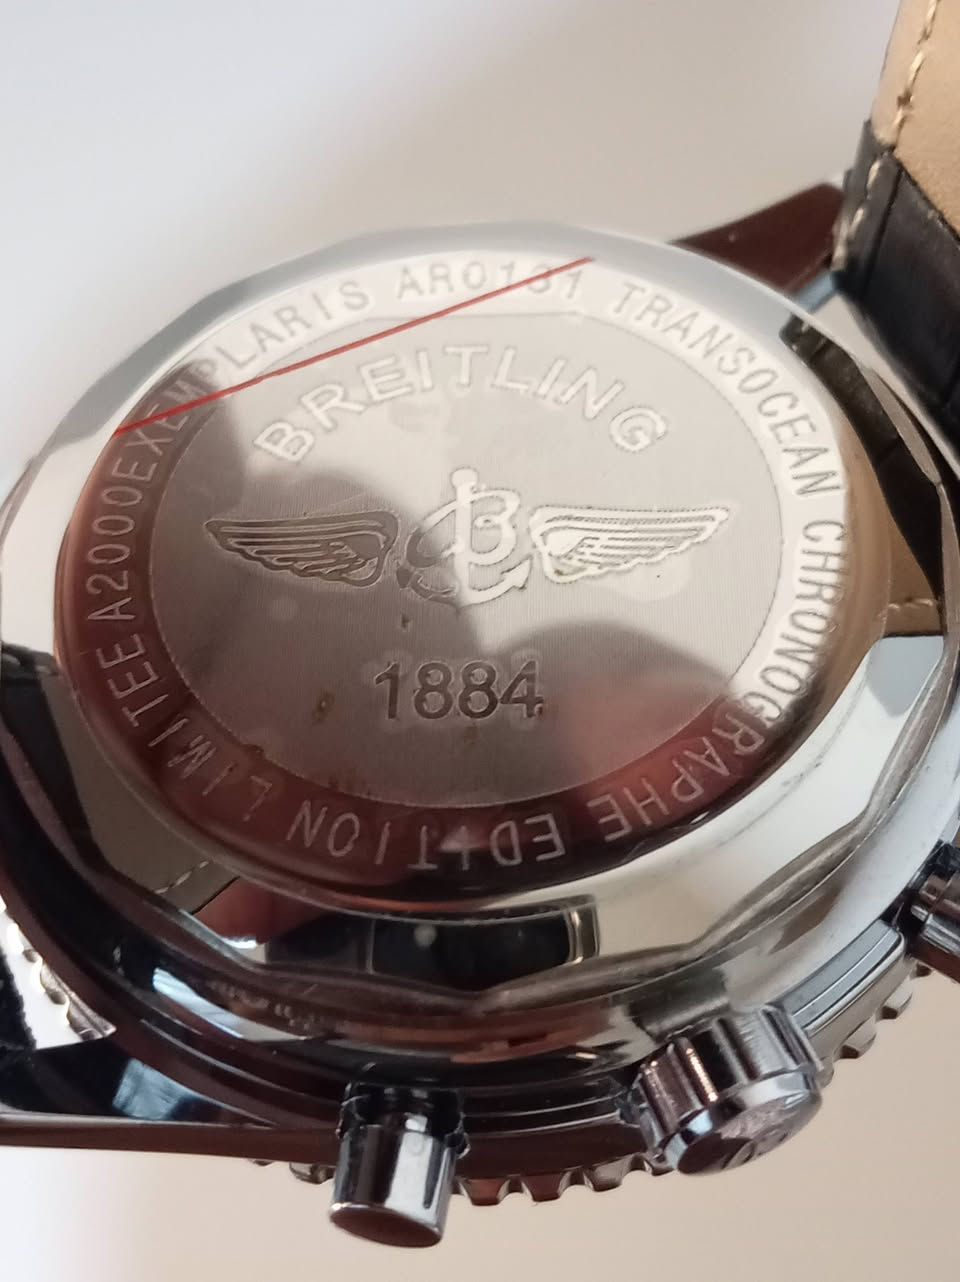 BREITLING
1884
TRANSOCEAN CHRONOGRAPHE EDITION LIMITEE A2000EXEMPLARIS AR0131